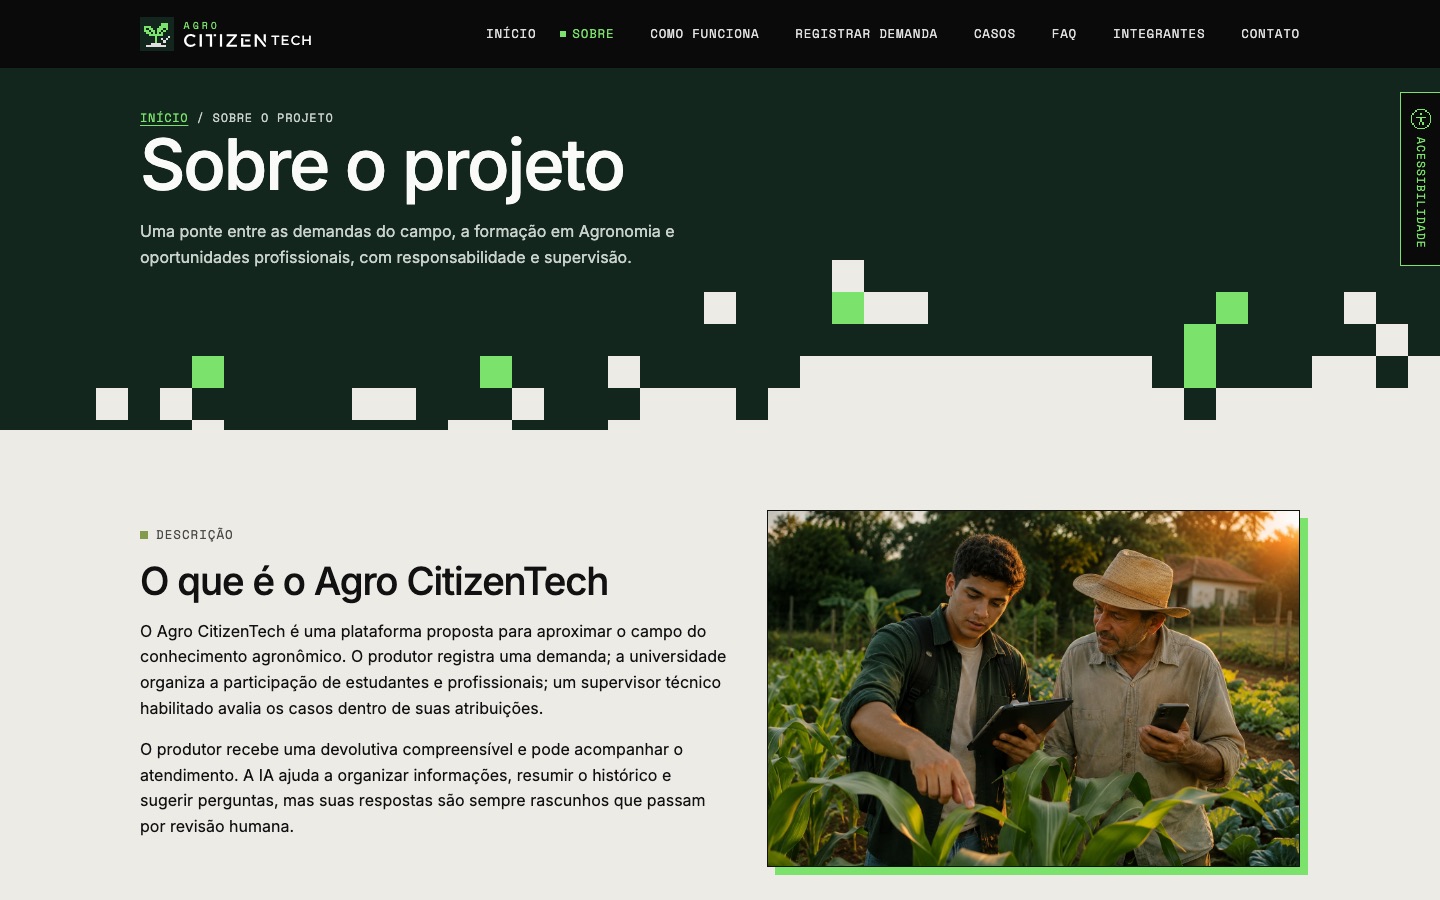 AGRO
CITIZEN TECH
INÍCIO
SOBRE
COMO FUNCIONA
REGISTRAR DEMANDA
CASOS
FAQ
INTEGRANTES
CONTATO
ACESSIBILIDADE
INÍCIO / SOBRE O PROJETO
Sobre o projeto
Uma ponte entre as demandas do campo, a formação em Agronomia e
oportunidades profissionais, com responsabilidade e supervisão.
DESCRIÇÃO
O que é o Agro CitizenTech
O Agro CitizenTech é uma plataforma proposta para aproximar o campo do
conhecimento agronômico. O produtor registra uma demanda; a universidade
organiza a participação de estudantes e profissionais; um supervisor técnico
habilitado avalia os casos dentro de suas atribuições.
O produtor recebe uma devolutiva compreensível e pode acompanhar o
atendimento. A IA ajuda a organizar informações, resumir o histórico e
sugerir perguntas, mas suas respostas são sempre rascunhos que passam
por revisão humana.